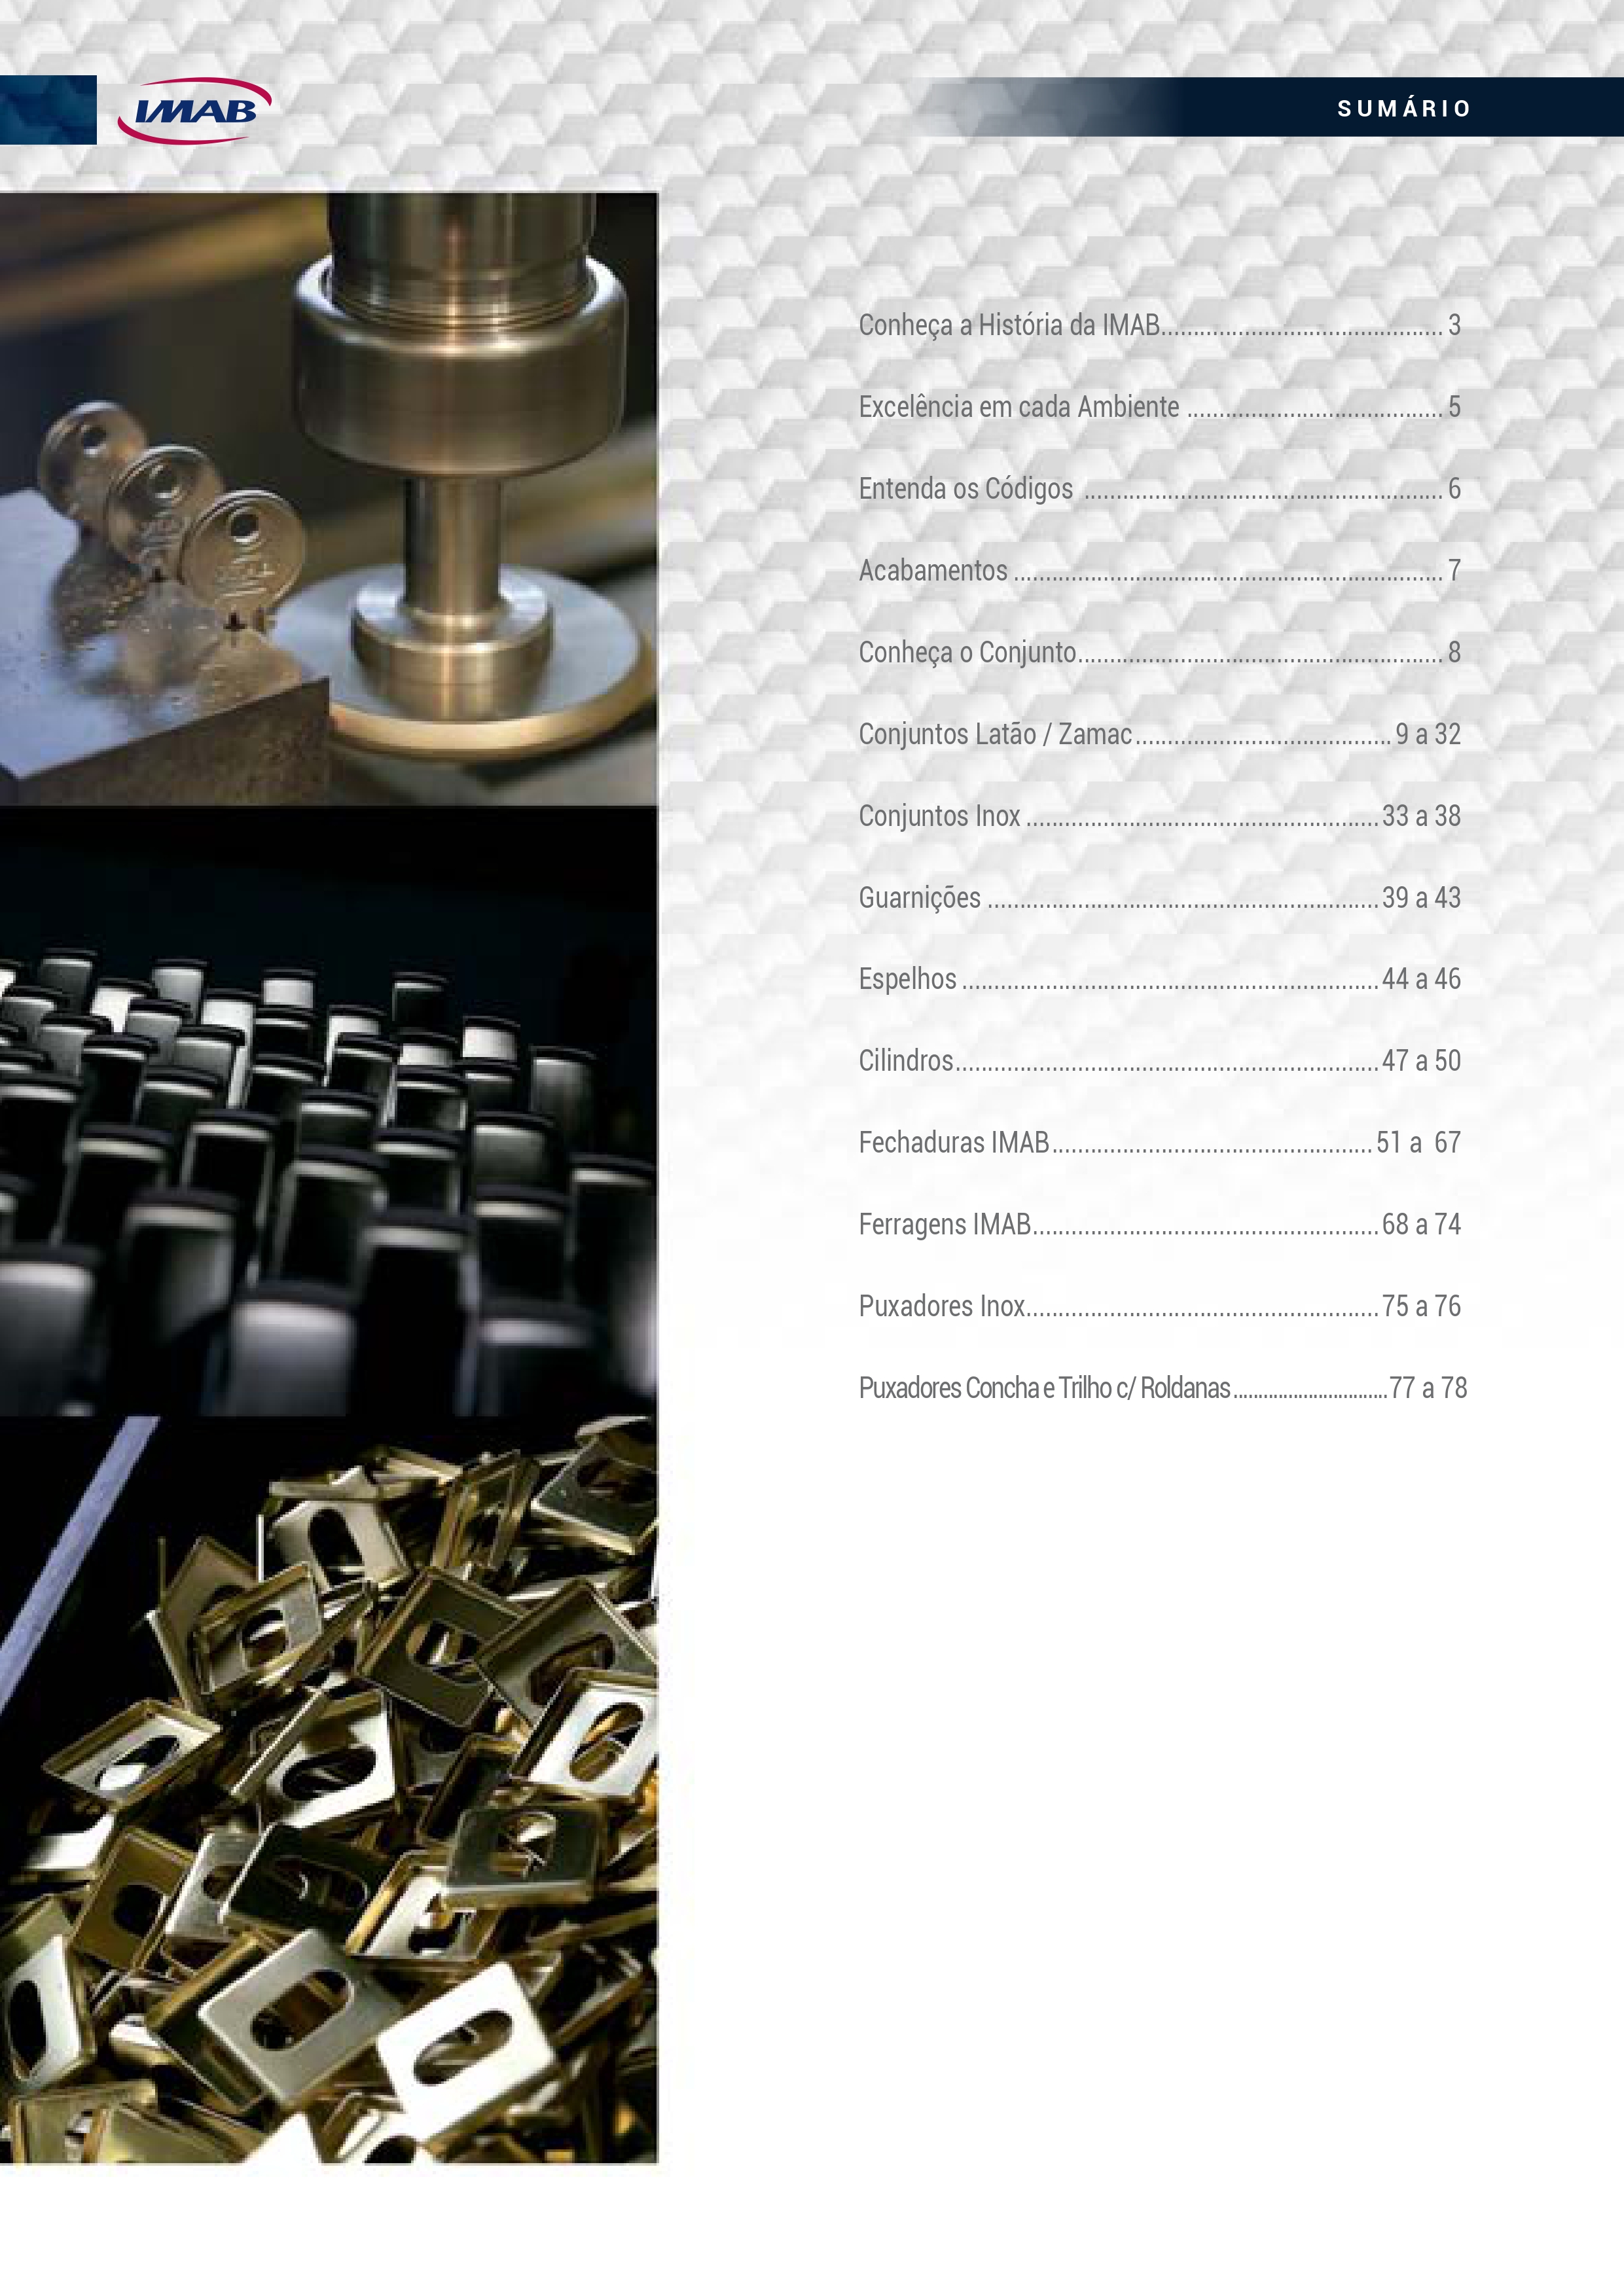 IMAB
SUMÁRIO
Conheça a História da IMAB............................................ 3
Excelência em cada Ambiente ........................................ 5
Entenda os Códigos ........................................................ 6
Acabamentos ................................................................... 7
Conheça o Conjunto......................................................... 8
Conjuntos Latão / Zamac........................................ 9 a 32
Conjuntos Inox .......................................................33 a 38
Guarnições .............................................................39 a 43
Espelhos .................................................................44 a 46
Cilindros..................................................................47 a 50
Fechaduras IMAB..................................................51 a  67
Ferragens IMAB......................................................68 a 74
Puxadores Inox.......................................................75 a 76
Puxadores Concha e Trilho c/ Roldanas...............................77 a 78